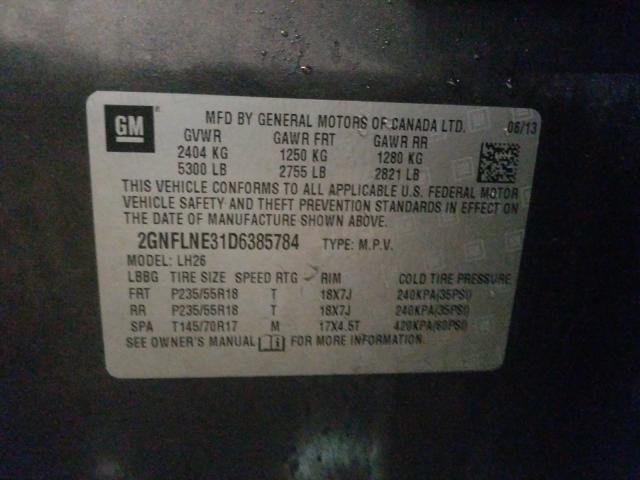 GM ®
MFD BY GENERAL MOTORS OF CANADA LTD. 06/13
GVWR GAWR FRT GAWR RR
2404 KG 1250 KG 1280 KG
5300 LB 2755 LB 2821 LB
THIS VEHICLE CONFORMS TO ALL APPLICABLE U.S. FEDERAL MOTOR
VEHICLE SAFETY AND THEFT PREVENTION STANDARDS IN EFFECT ON
THE DATE OF MANUFACTURE SHOWN ABOVE.
2GNFLNE31D6385784 TYPE: M.P.V.
MODEL: LH26
LBBG TIRE SIZE SPEED RTG RIM COLD TIRE PRESSURE
FRT P235/55R18 T 18X7J 240KPA(35PSI)
RR P235/55R18 T 18X7J 240KPA(35PSI)
SPA T145/70R17 M 17X4.5T 420KPA(60PSI)
SEE OWNER'S MANUAL FOR MORE INFORMATION.